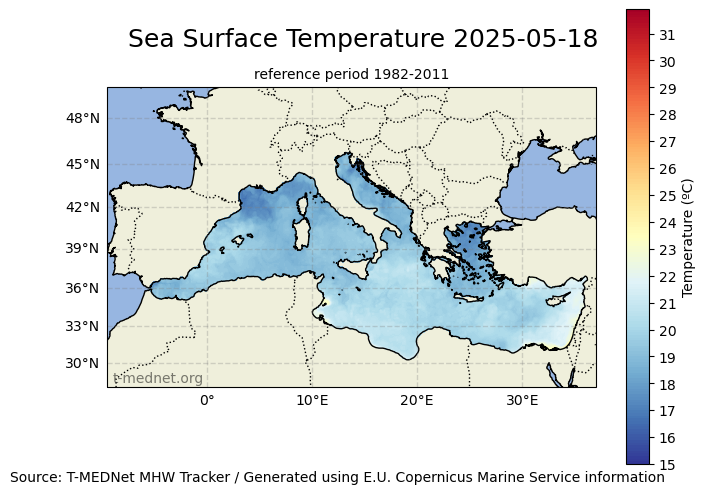 Sea Surface Temperature 2025-05-18
reference period 1982-2011
48°N
45°N
42°N
39°N
36°N
33°N
30°N
t-mednet.org
0°
10°E
20°E
30°E
31
30
29
28
27
26
25
24
23
22
21
20
19
18
17
16
15
Temperature (ºC)
Source: T-MEDNet MHW Tracker / Generated using E.U. Copernicus Marine Service information